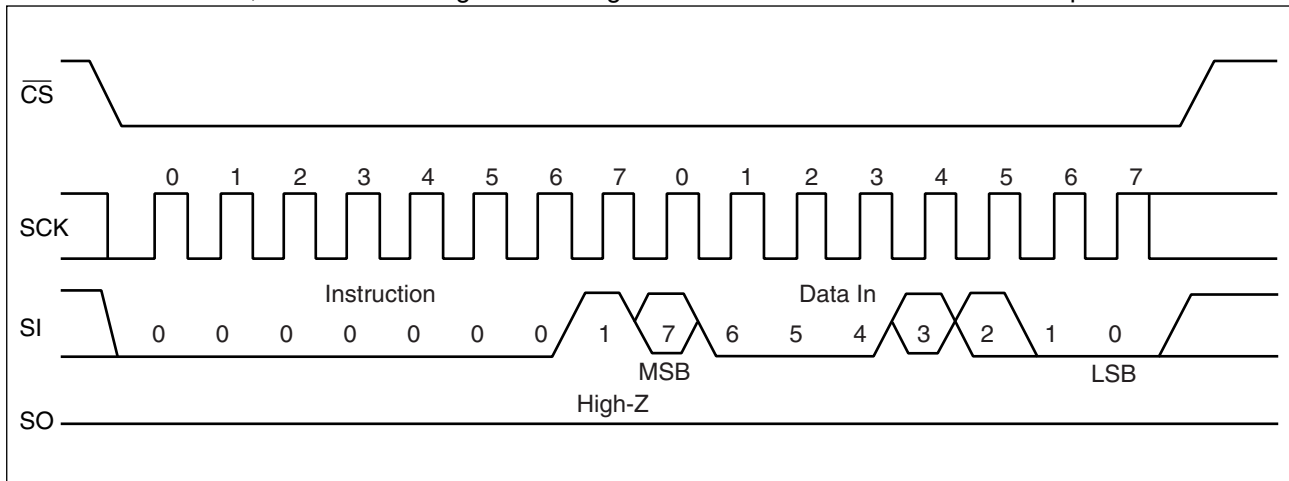 CS
0 1 2 3 4 5 6 7 0 1 2 3 4 5 6 7
SCK
Instruction Data In
SI 0 0 0 0 0 0 0 1 7 6 5 4 3 2 1 0
MSB LSB
High-Z
SO